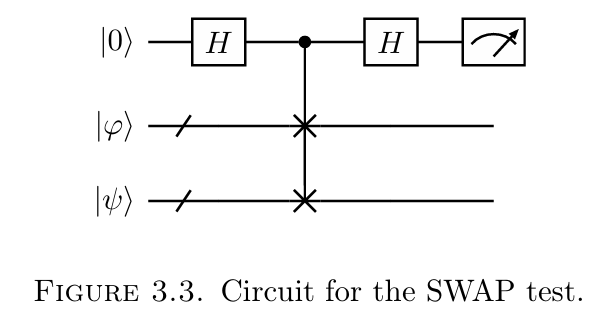 |0⟩ H H
|φ⟩
|ψ⟩
FIGURE 3.3. Circuit for the SWAP test.